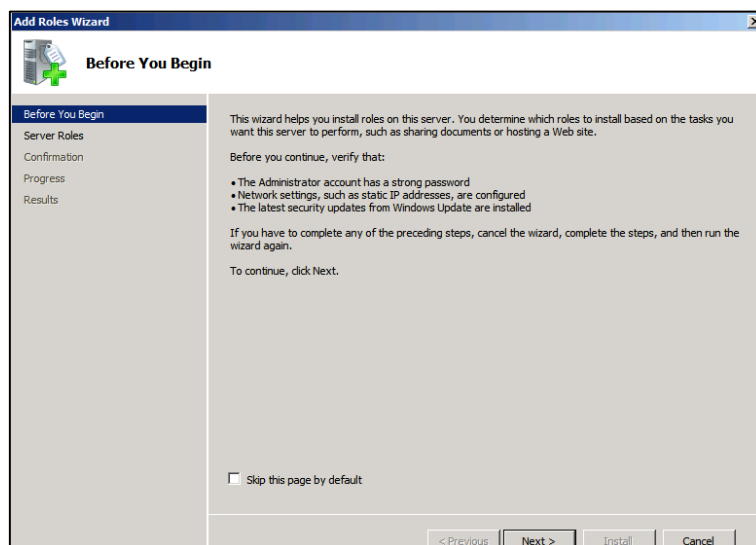 Add Roles Wizard
Before You Begin
Before You Begin
Server Roles
Confirmation
Progress
Results
This wizard helps you install roles on this server. You determine which roles to install based on the tasks you
want this server to perform, such as sharing documents or hosting a Web site.
Before you continue, verify that:
• The Administrator account has a strong password
• Network settings, such as static IP addresses, are configured
• The latest security updates from Windows Update are installed
If you have to complete any of the preceding steps, cancel the wizard, complete the steps, and then run the
wizard again.
To continue, click Next.
Skip this page by default
< Previous Next > Install Cancel